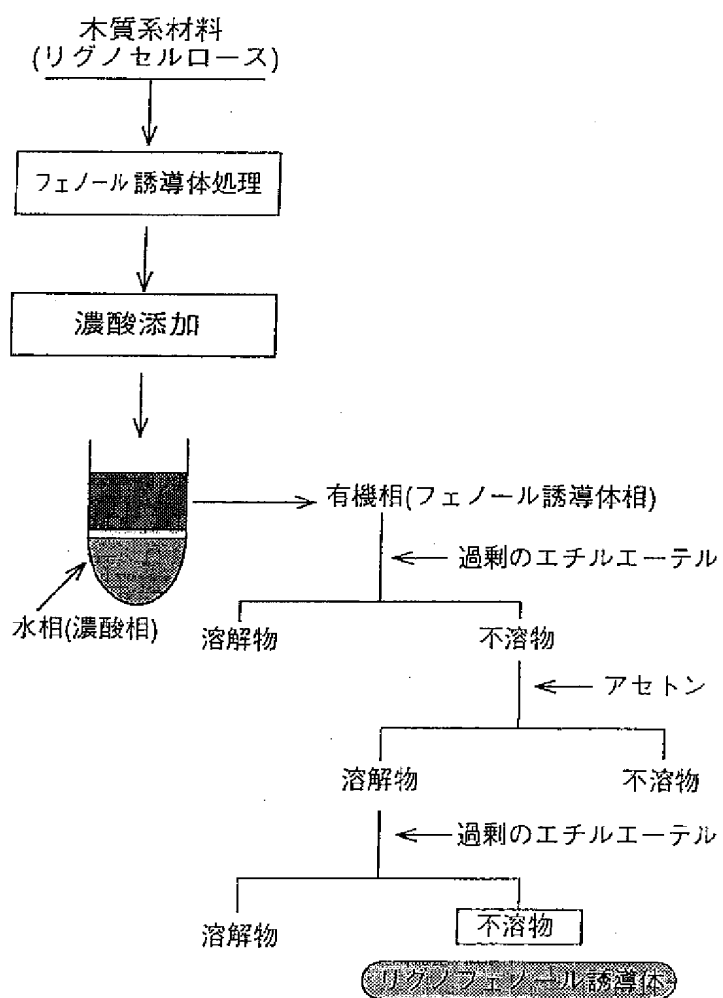 木質系材料
(リグノセルロース)
フェノール誘導体処理
濃酸添加
有機相(フェノール誘導体相)
過剰のエチルエーテル
水相(濃酸相)
溶解物
不溶物
アセトン
溶解物
不溶物
過剰のエチルエーテル
溶解物
不溶物
リグノフェノール誘導体